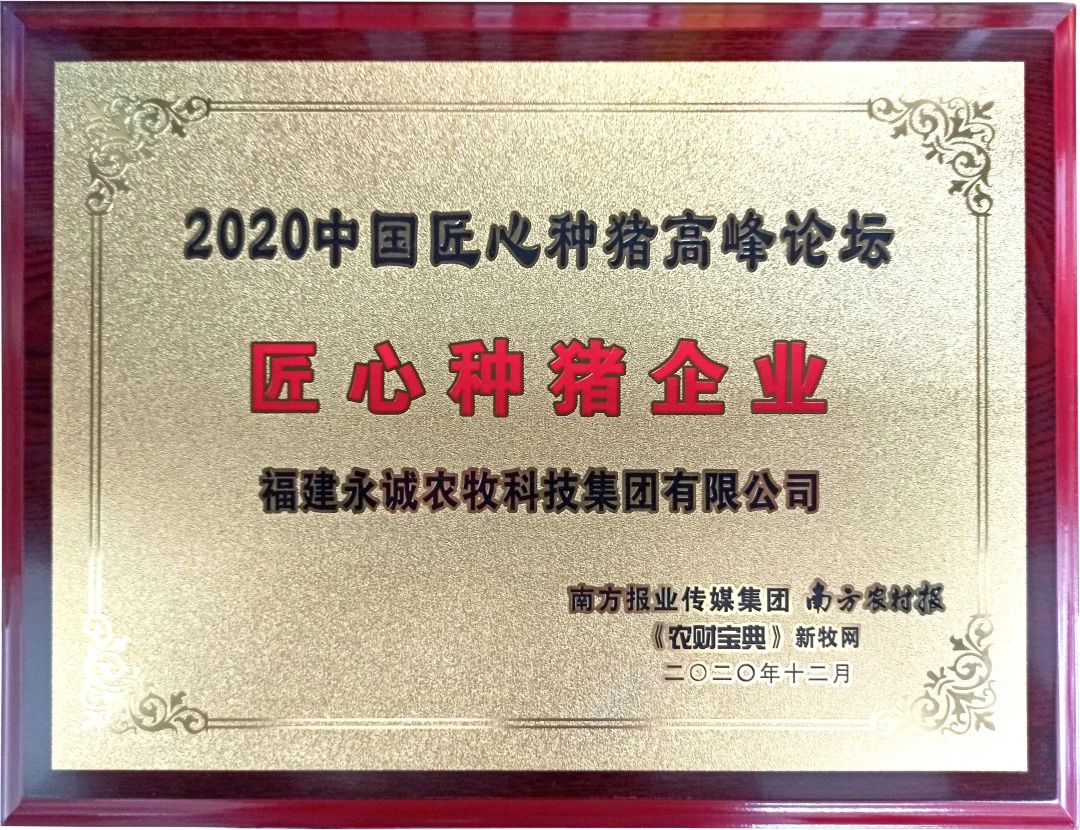 2020中国匠心种猪高峰论坛
匠心种猪企业
福建永诚农牧科技集团有限公司
南方报业传媒集团 南方农村报
《农财宝典》新牧网
二〇二〇年十二月